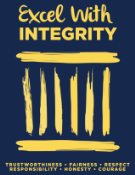 Excel With
INTEGRITY
TRUSTWORTHINESS • FAIRNESS • RESPECT
RESPONSIBILITY • HONESTY • COURAGE